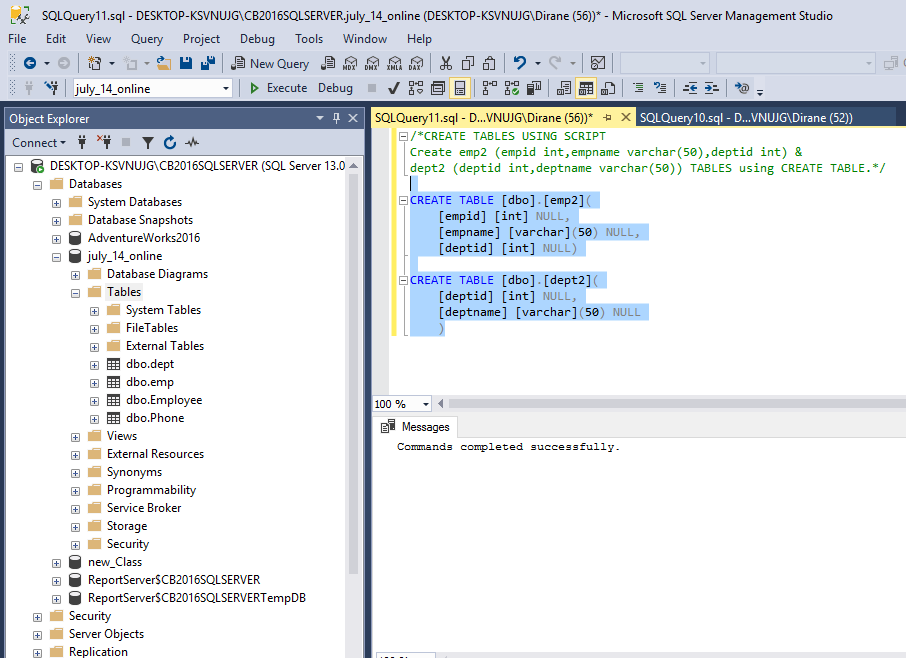 SQLQuery11.sql - DESKTOP-KSVNUJG\CB2016SQLSERVER.july_14_online (DESKTOP-KSVNUJG\Dirane (56))* - Microsoft SQL Server Management Studio
File Edit View Query Project Debug Tools Window Help
New Query MDX DMX XMLA DAX
july_14_online Execute Debug
Object Explorer
SQLQuery11.sql - D...VNUJG\Dirane (56))* SQLQuery10.sql - D...VNUJG\Dirane (52))
Connect
DESKTOP-KSVNUJG\CB2016SQLSERVER (SQL Server 13.0
Databases
System Databases
Database Snapshots
AdventureWorks2016
july_14_online
Database Diagrams
Tables
System Tables
FileTables
External Tables
dbo.dept
dbo.emp
dbo.Employee
dbo.Phone
Views
External Resources
Synonyms
Programmability
Service Broker
Storage
Security
new_Class
ReportServer$CB2016SQLSERVER
ReportServer$CB2016SQLSERVERTempDB
Security
Server Objects
Replication
/*CREATE TABLES USING SCRIPT
Create emp2 (empid int,empname varchar(50),deptid int) &
dept2 (deptid int,deptname varchar(50)) TABLES using CREATE TABLE.*/
CREATE TABLE [dbo].[emp2](
[empid] [int] NULL,
[empname] [varchar](50) NULL,
[deptid] [int] NULL)
CREATE TABLE [dbo].[dept2](
[deptid] [int] NULL,
[deptname] [varchar](50) NULL
)
100 %
Messages
Commands completed successfully.